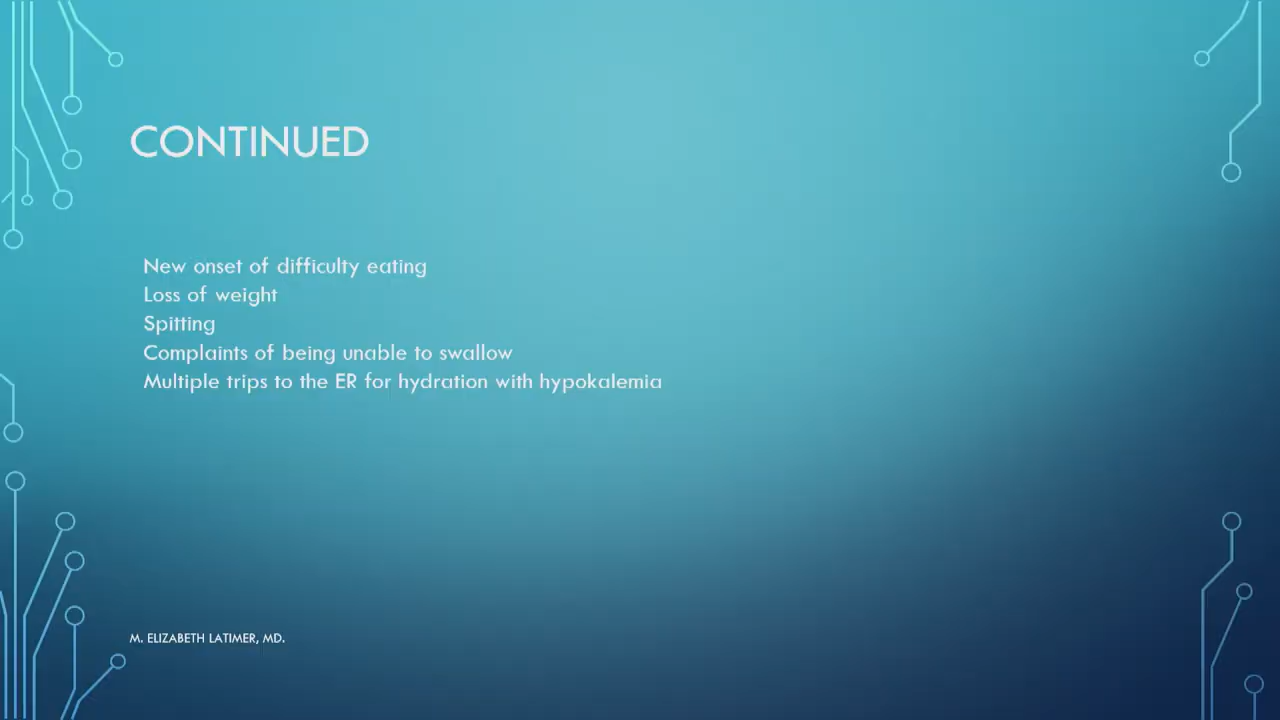 CONTINUED
New onset of difficulty eating
Loss of weight
Spitting
Complaints of being unable to swallow
Multiple trips to the ER for hydration with hypokalemia
M. ELIZABETH LATIMER, MD.